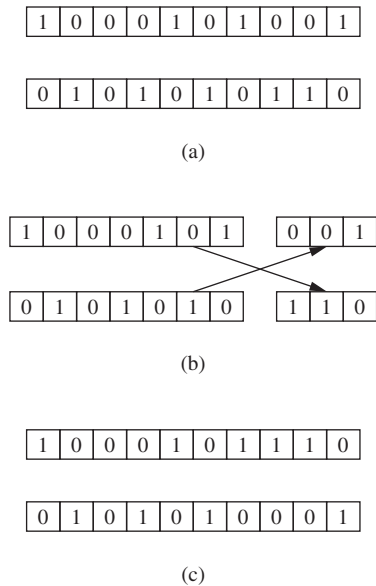 1 0 0 0 1 0 1 0 0 1
0 1 0 1 0 1 0 1 1 0
(a)
1 0 0 0 1 0 1 0 0 1
0 1 0 1 0 1 0 1 1 0
(b)
1 0 0 0 1 0 1 1 1 0
0 1 0 1 0 1 0 0 0 1
(c)